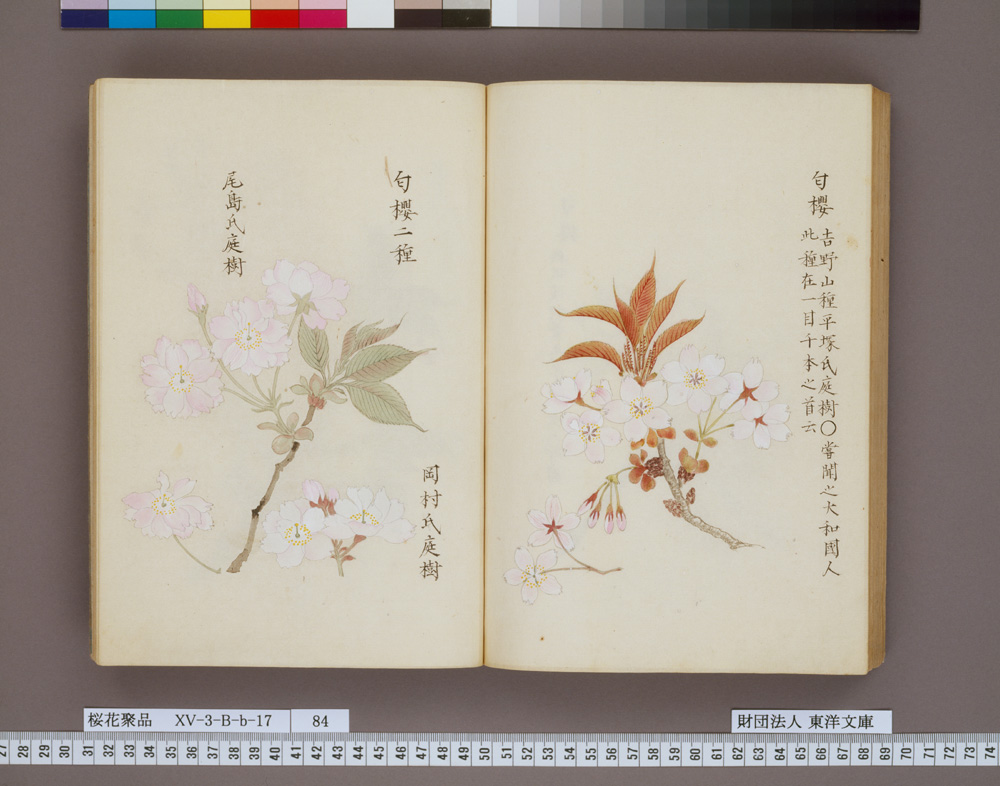 匂櫻
吉野山種平塚氏庭樹〇嘗聞之大和國人
此種在一目千本之首云
匂櫻二種
尾島氏庭樹
岡村氏庭樹
桜花聚品 XV-3-B-b-17 84
財団法人 東洋文庫
27 28 29 30 31 32 33 34 35 36 37 38 39 40 41 42 43 44 45 46 47 48 49 50 51 52 53 54 55 56 57 58 59 60 61 62 63 64 65 66 67 68 69 70 71 72 73 74